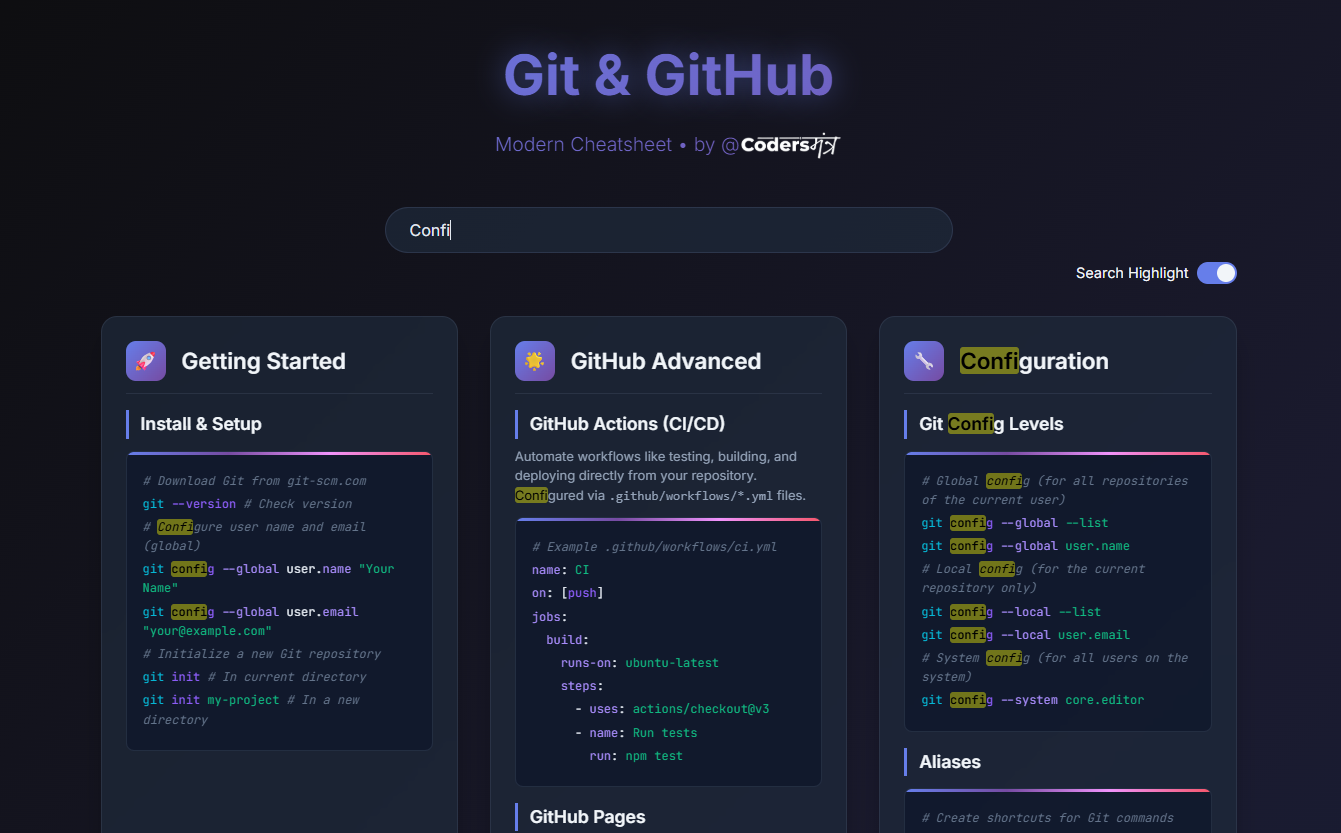 Git & GitHub
Modern Cheatsheet • by @Codersमंत्र
Confi
Search Highlight
Getting Started
Install & Setup
# Download Git from git-scm.com
git --version # Check version
# Configure user name and email
(global)
git config --global user.name "Your
Name"
git config --global user.email
"your@example.com"
# Initialize a new Git repository
git init # In current directory
git init my-project # In a new
directory
GitHub Advanced
GitHub Actions (CI/CD)
Automate workflows like testing, building, and
deploying directly from your repository.
Configured via .github/workflows/*.yml files.
# Example .github/workflows/ci.yml
name: CI
on: [push]
jobs:
  build:
    runs-on: ubuntu-latest
    steps:
      - uses: actions/checkout@v3
      - name: Run tests
        run: npm test
GitHub Pages
Configuration
Git Config Levels
# Global config (for all repositories
of the current user)
git config --global --list
git config --global user.name
# Local config (for the current
repository only)
git config --local --list
git config --local user.email
# System config (for all users on the
system)
git config --system core.editor
Aliases
# Create shortcuts for Git commands